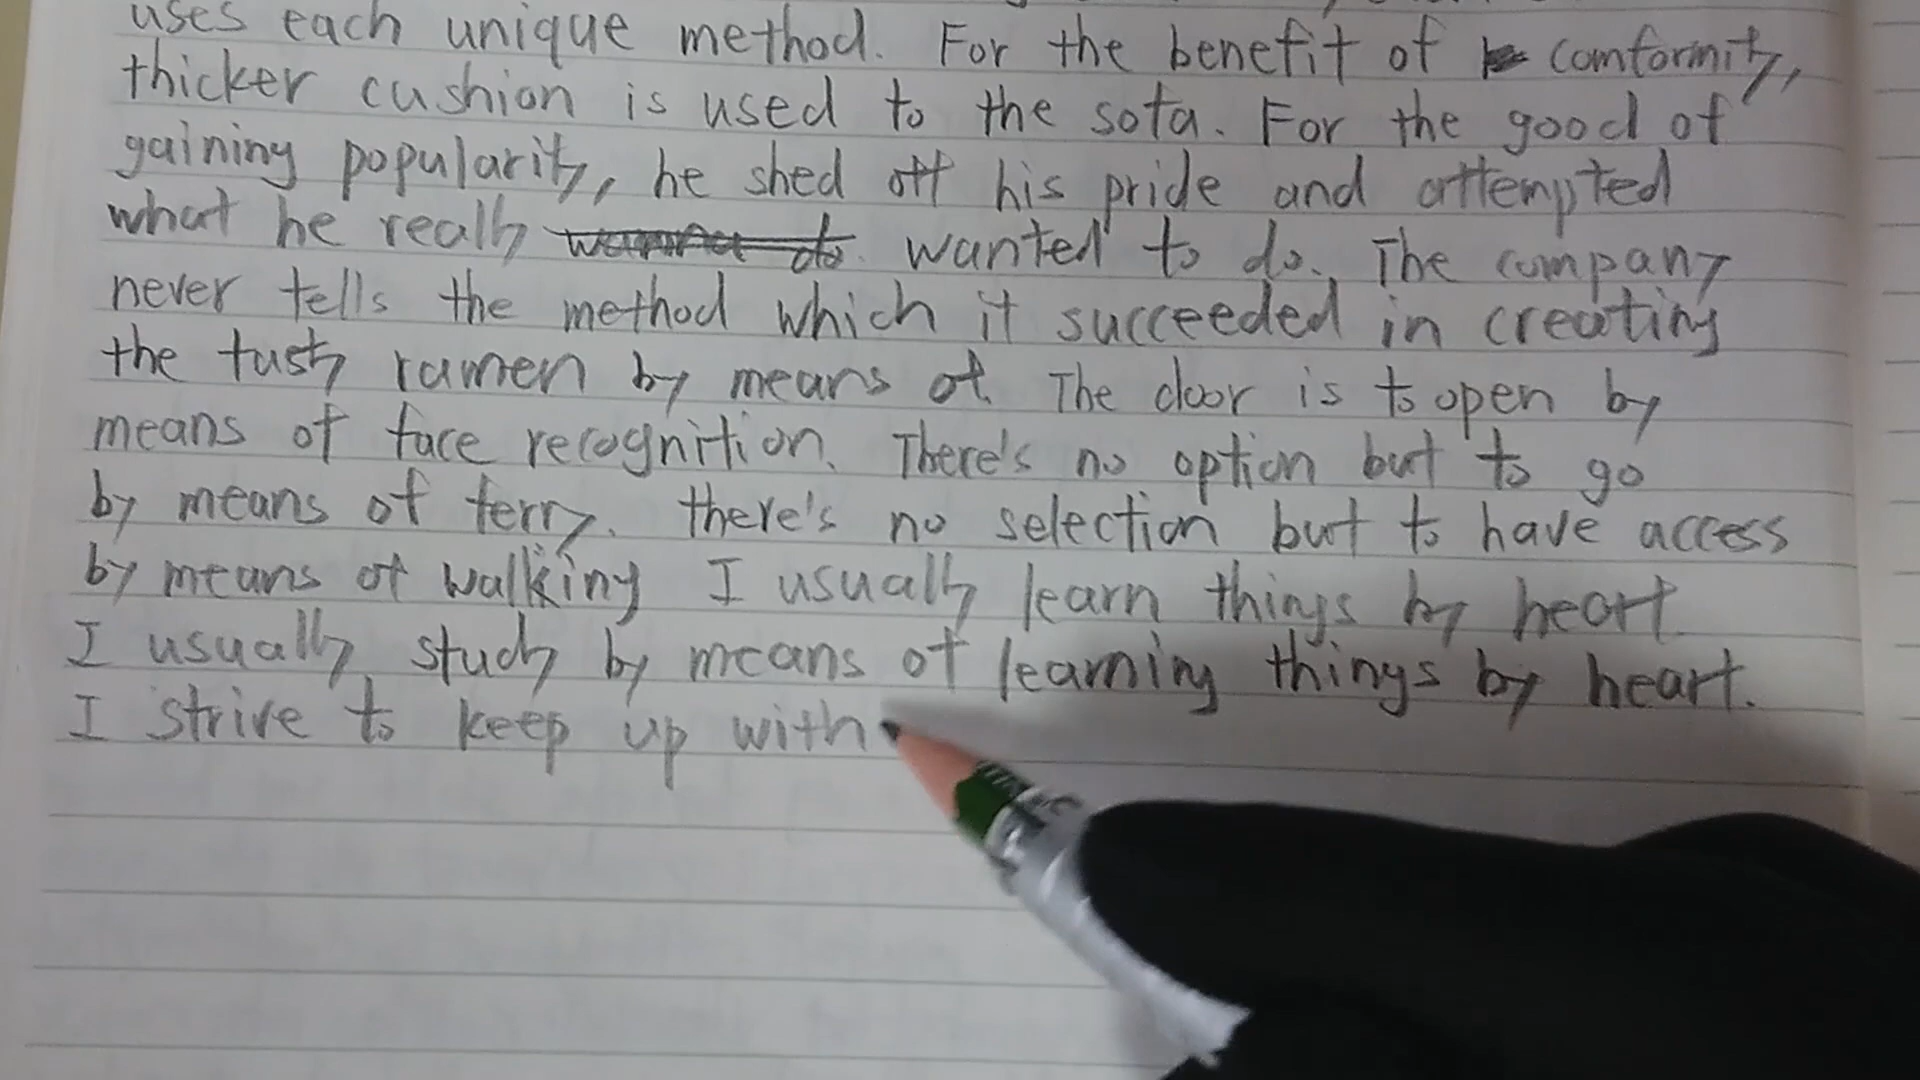 uses each unique method. For the benefit of comformity,
thicker cushion is used to the sofa. For the good of
gaining popularity, he shed off his pride and attempted
what he really wanna do wanted to do. The company
never tells the method which it succeeded in creating
the tasty ramen by means of. The door is to open by
means of face recognition. There's no option but to go
by means of ferry. there's no selection but to have access
by means of walking I usually learn things by heart
I usually study by means of learning things by heart.
I strive to keep up with